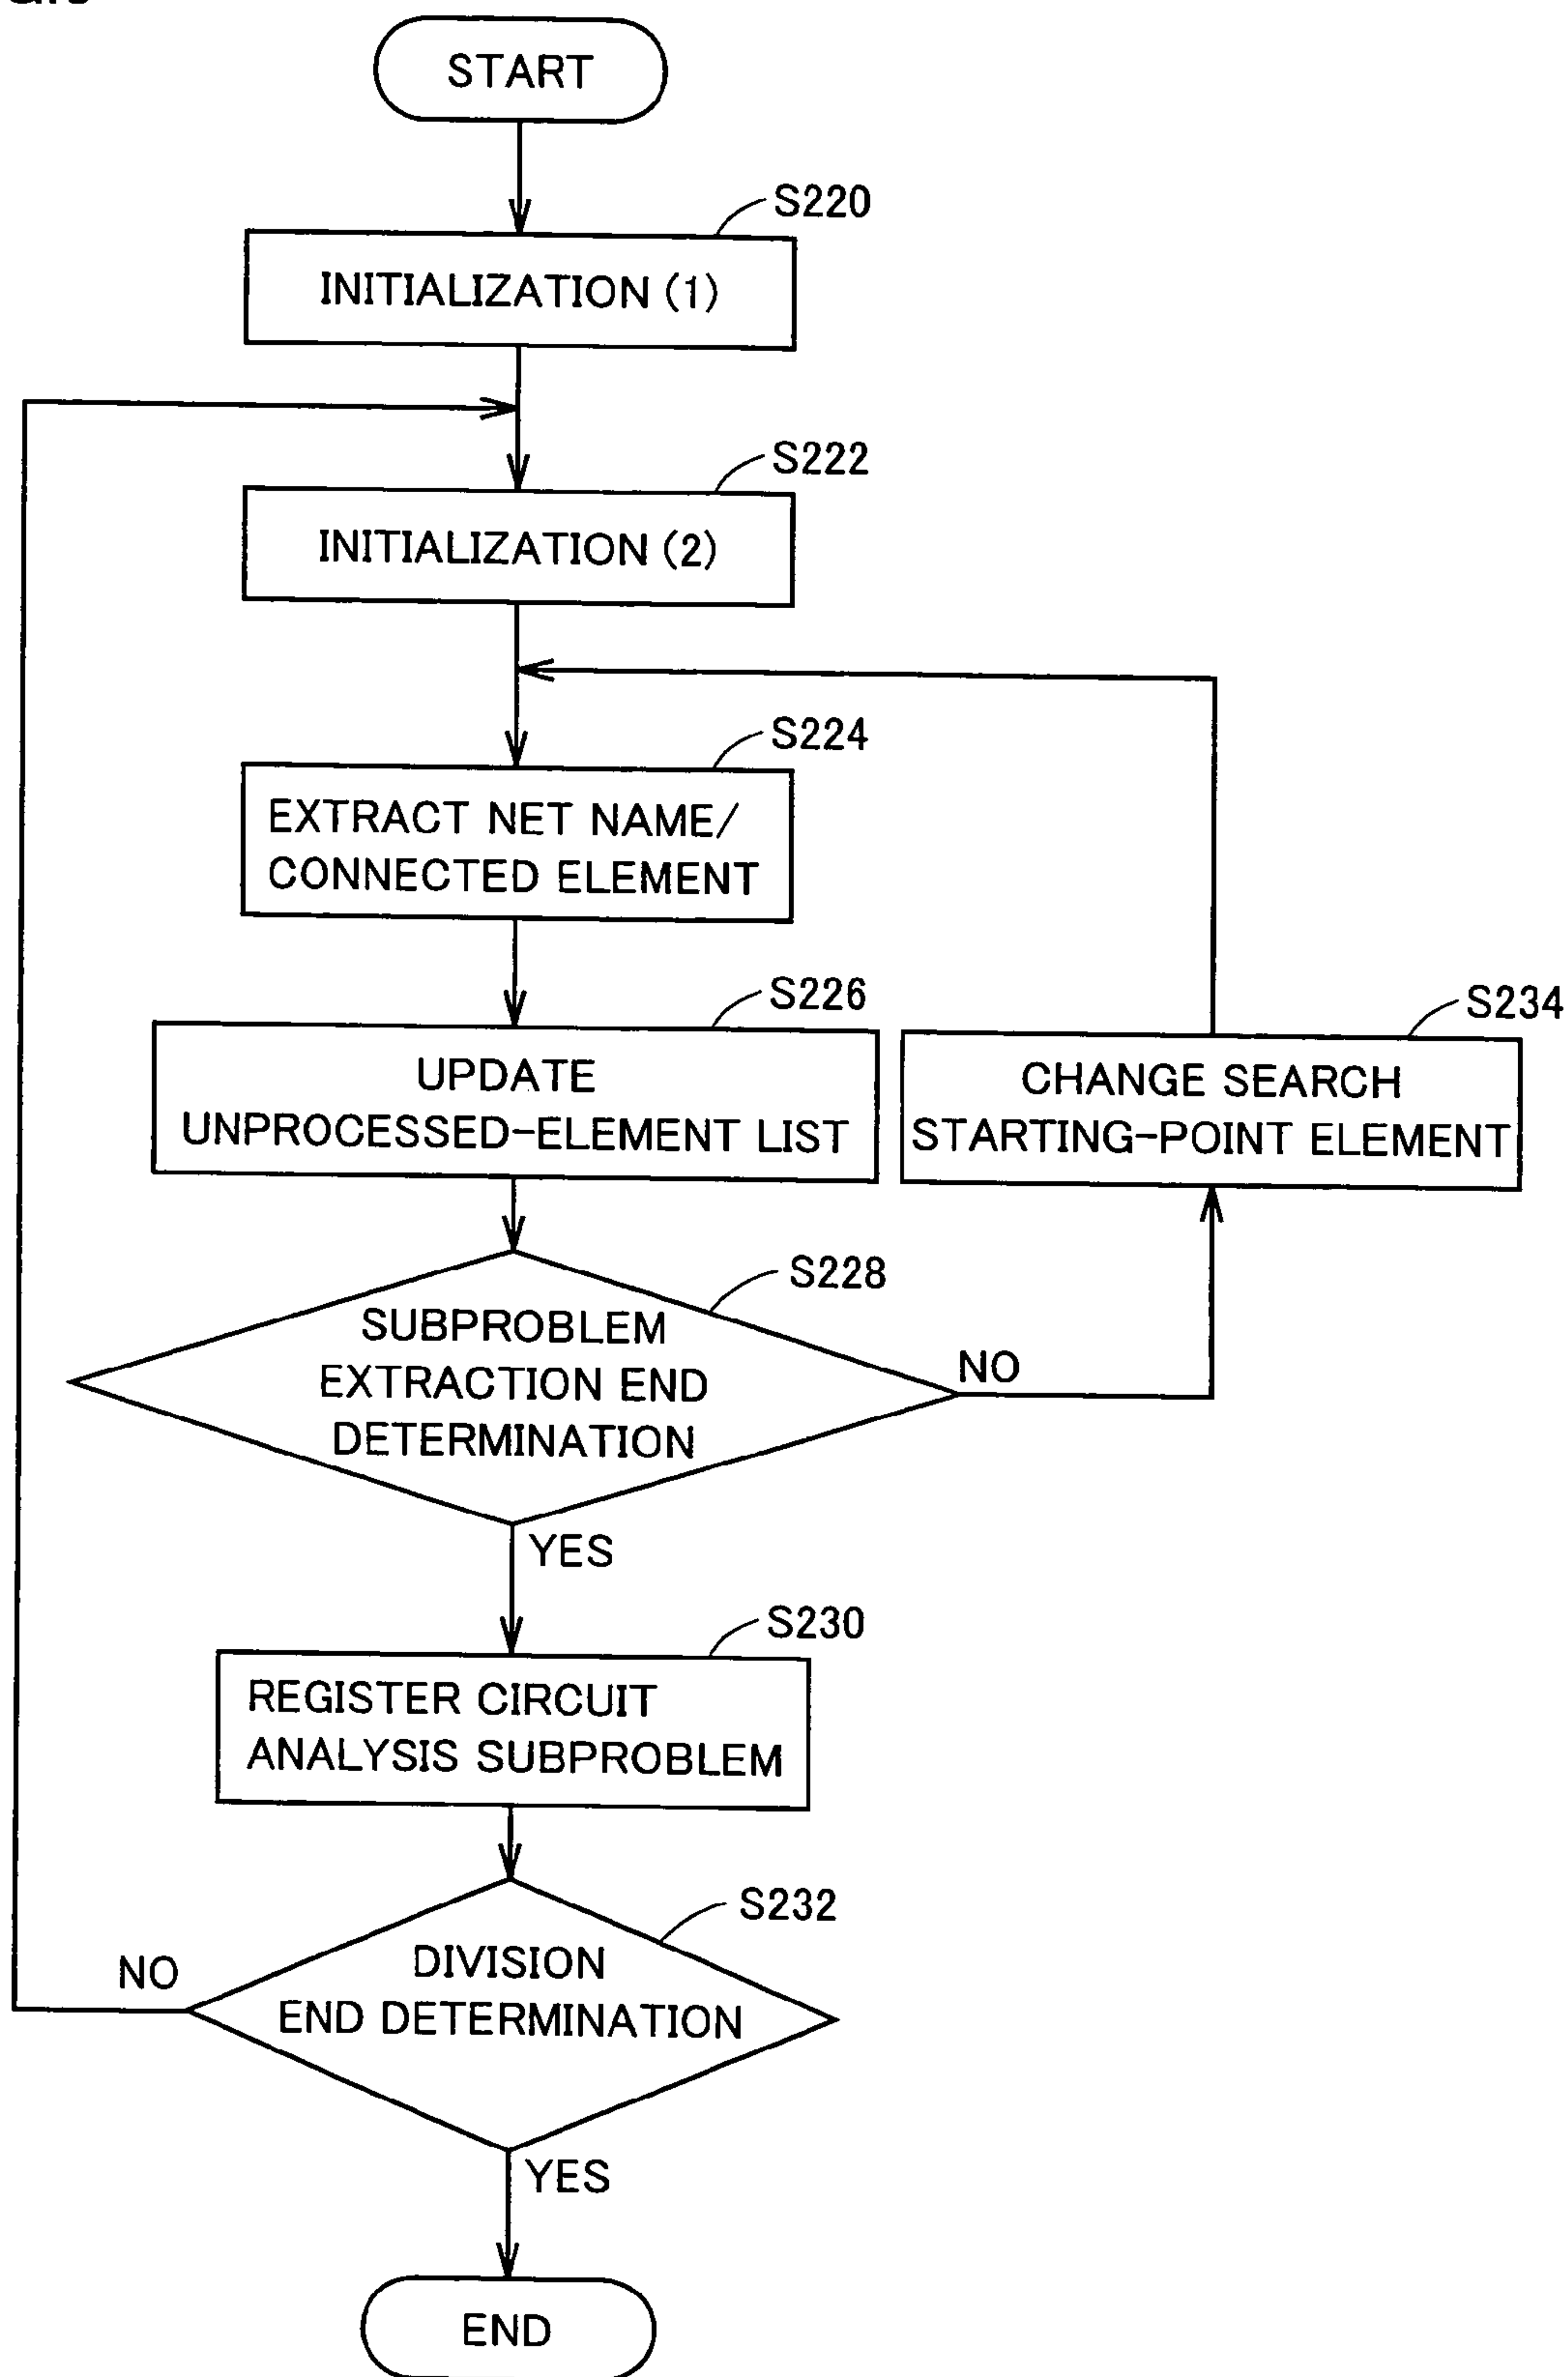 START
S220
INITIALIZATION (1)
S222
INITIALIZATION (2)
S224
EXTRACT NET NAME/
CONNECTED ELEMENT
S226
UPDATE
UNPROCESSED-ELEMENT LIST
S234
CHANGE SEARCH
STARTING-POINT ELEMENT
S228
SUBPROBLEM
EXTRACTION END
DETERMINATION
NO
YES
S230
REGISTER CIRCUIT
ANALYSIS SUBPROBLEM
S232
DIVISION
END DETERMINATION
NO
YES
END